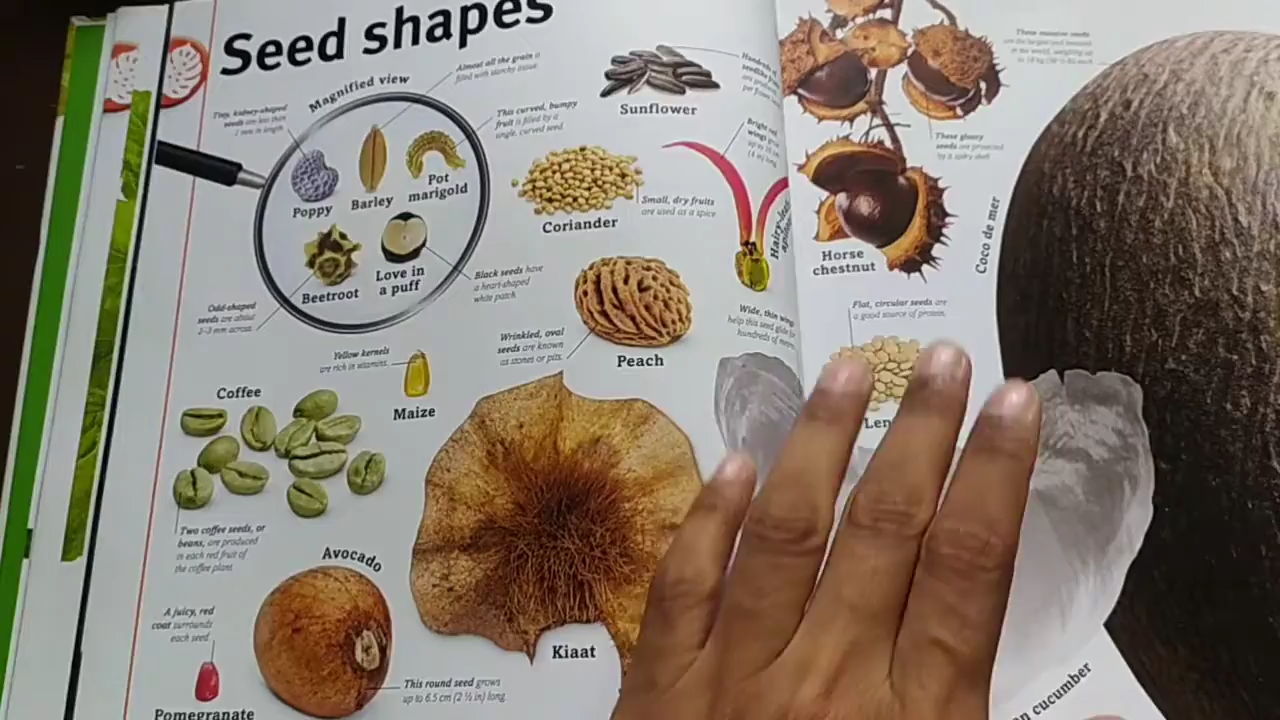 Seed shapes
Magnified view
Almost all the grain is
filled with starchy tissue.
Tiny, kidney-shaped
seeds are less than
1 mm in length.
This curved, bumpy
fruit is filled by a
single, curved seed.
Poppy
Barley
Pot
marigold
Beetroot
Love in
a puff
Odd-shaped
seeds are about
2–3 mm across.
Black seeds have
a heart-shaped
white patch.
Sunflower
Hundreds of
Coriander
Small, dry fruits
are used as a spice
Bright red
wings
Horse
chestnut
These glossy
seeds are protected
by a spiky shell
These massive seeds
Coco de mer
Wrinkled, oval
seeds are known
as stones or pits.
Peach
Wide, thin wings
help this seed glide for
hundreds of
Flat, circular seeds are
a good source of protein.
Len
Yellow kernels
are rich in vitamins.
Maize
Coffee
Two coffee seeds, or
beans, are produced
in each red fruit of
the coffee plant
Avocado
A juicy, red
coat surrounds
each seed
Pomegranate
This round seed grows
up to 6.5 cm (2 ½ in) long.
Kiaat
n cucumber